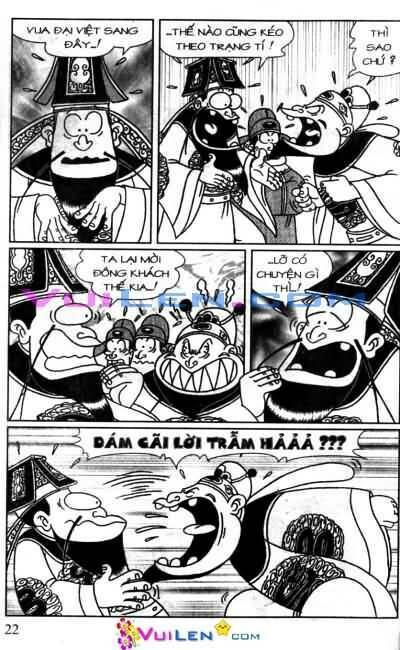 VUA ĐẠI VIỆT SANG
ĐÂY...!
...THẾ NÀO CŨNG KÉO
THEO TRẠNG TÍ!
THÌ
SAO
CHỨ?
TA LẠI MỜI
ĐÔNG KHÁCH
THẾ KIA...!
...LỠ CÓ
CHUYỆN GÌ
THÌ...!
VUILEN.COM
DÁM CÃI LỜI TRẪM HẢẢẢ???
22
VUILEN.COM